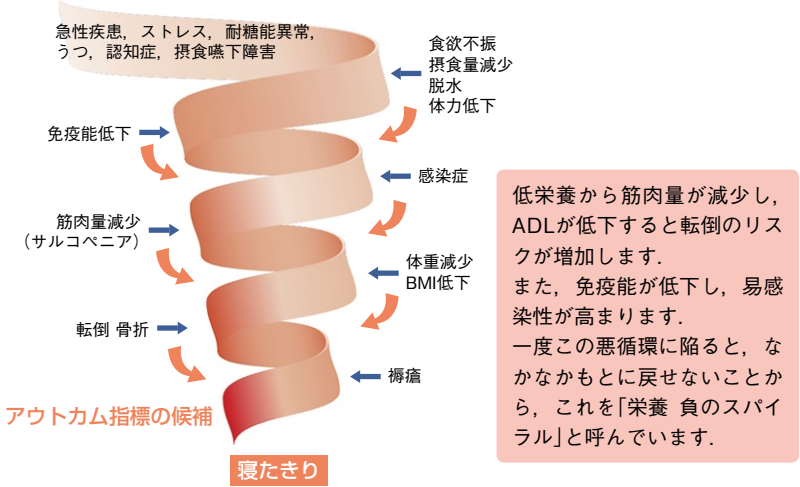 急性疾患，ストレス，耐糖能異常，
うつ，認知症，摂食嚥下障害
食欲不振
摂食量減少
脱水
体力低下
免疫能低下
感染症
筋肉量減少
（サルコペニア）
体重減少
BMI低下
転倒 骨折
褥瘡
アウトカム指標の候補
寝たきり
低栄養から筋肉量が減少し，
ADLが低下すると転倒のリス
クが増加します．
また，免疫能が低下し，易感
染性が高まります．
一度この悪循環に陥ると，な
かなかもとに戻せないことか
ら，これを｢栄養 負のスパイ
ラル｣と呼んでいます．